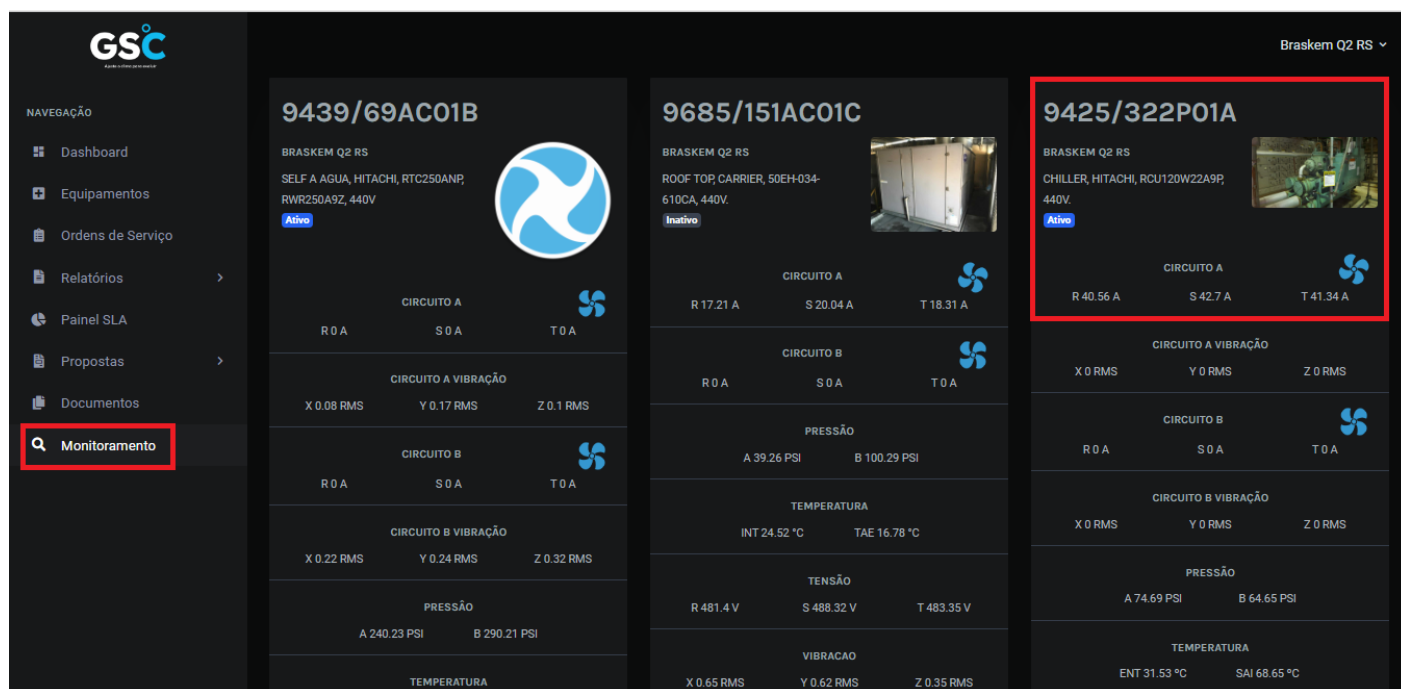 GSC
Braskem Q2 RS
NAVEGAÇÃO
Dashboard
Equipamentos
Ordens de Serviço
Relatórios
Painel SLA
Propostas
Documentos
Monitoramento
9439/69AC01B
BRASKEM Q2 RS
SELF A AGUA, HITACHI, RTC250ANP,
RWR250A9Z, 440V
Ativo
CIRCUITO A
R 0 A S 0 A T 0 A
CIRCUITO A VIBRAÇÃO
X 0.08 RMS Y 0.17 RMS Z 0.1 RMS
CIRCUITO B
R 0 A S 0 A T 0 A
CIRCUITO B VIBRAÇÃO
X 0.22 RMS Y 0.24 RMS Z 0.32 RMS
PRESSÃO
A 240.23 PSI B 290.21 PSI
TEMPERATURA
9685/151AC01C
BRASKEM Q2 RS
ROOF TOP, CARRIER, 50EH-034-
610CA, 440V.
Inativo
CIRCUITO A
R 17.21 A S 20.04 A T 18.31 A
CIRCUITO B
R 0 A S 0 A T 0 A
PRESSÃO
A 39.26 PSI B 100.29 PSI
TEMPERATURA
INT 24.52 °C TAE 16.78 °C
TENSÃO
R 481.4 V S 488.32 V T 483.35 V
VIBRACAO
X 0.65 RMS Y 0.62 RMS Z 0.35 RMS
9425/322P01A
BRASKEM Q2 RS
CHILLER, HITACHI, RCU120W22A9P,
440V.
Ativo
CIRCUITO A
R 40.56 A S 42.7 A T 41.34 A
CIRCUITO A VIBRAÇÃO
X 0 RMS Y 0 RMS Z 0 RMS
CIRCUITO B
R 0 A S 0 A T 0 A
CIRCUITO B VIBRAÇÃO
X 0 RMS Y 0 RMS Z 0 RMS
PRESSÃO
A 74.69 PSI B 64.65 PSI
TEMPERATURA
ENT 31.53 ºC SAI 68.65 ºC